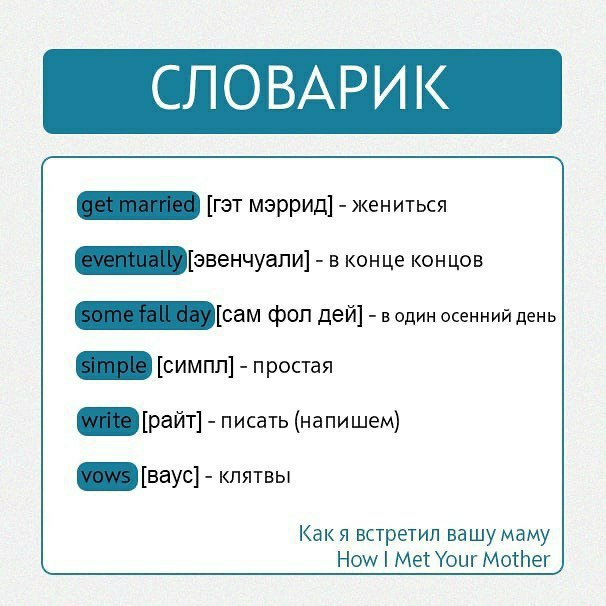 СЛОВАРИК
get married [гэт мэррид] - жениться
eventually [эвенчуали] - в конце концов
some fall day [сам фол дей] - в один осенний день
simple [симпл] - простая
write [райт] - писать (напишем)
vows [ваус] - клятвы
Как я встретил вашу маму
How I Met Your Mother